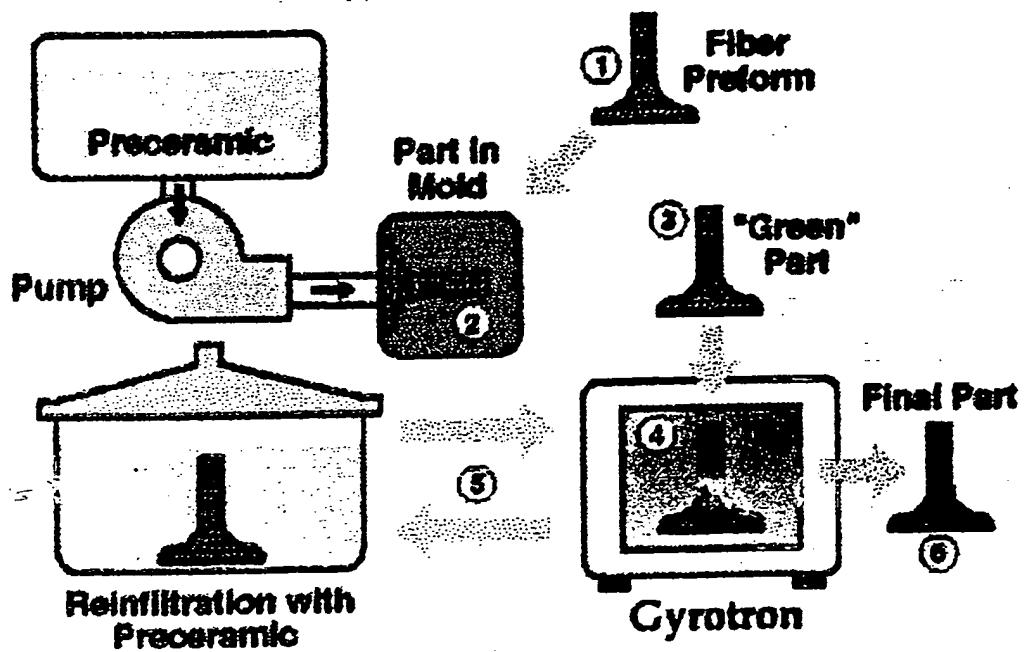 1
Fiber
Preform
Preceramic
Part in
Mold
Pump
2
3
"Green"
Part
4
5
Final Part
6
Reinfiltration with
Preceramic
Gyrotron